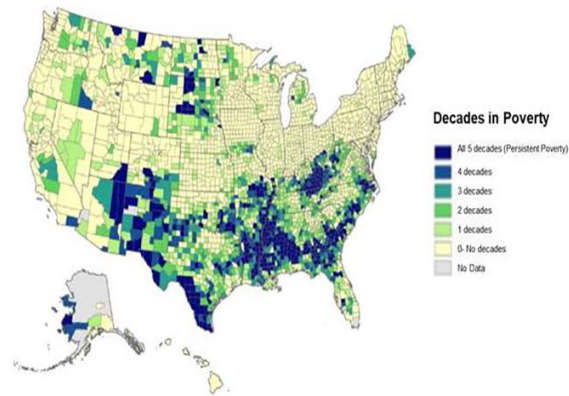 Decades in Poverty
All 5 decades (Persistent Poverty)
4 decades
3 decades
2 decades
1 decades
0- No decades
No Data